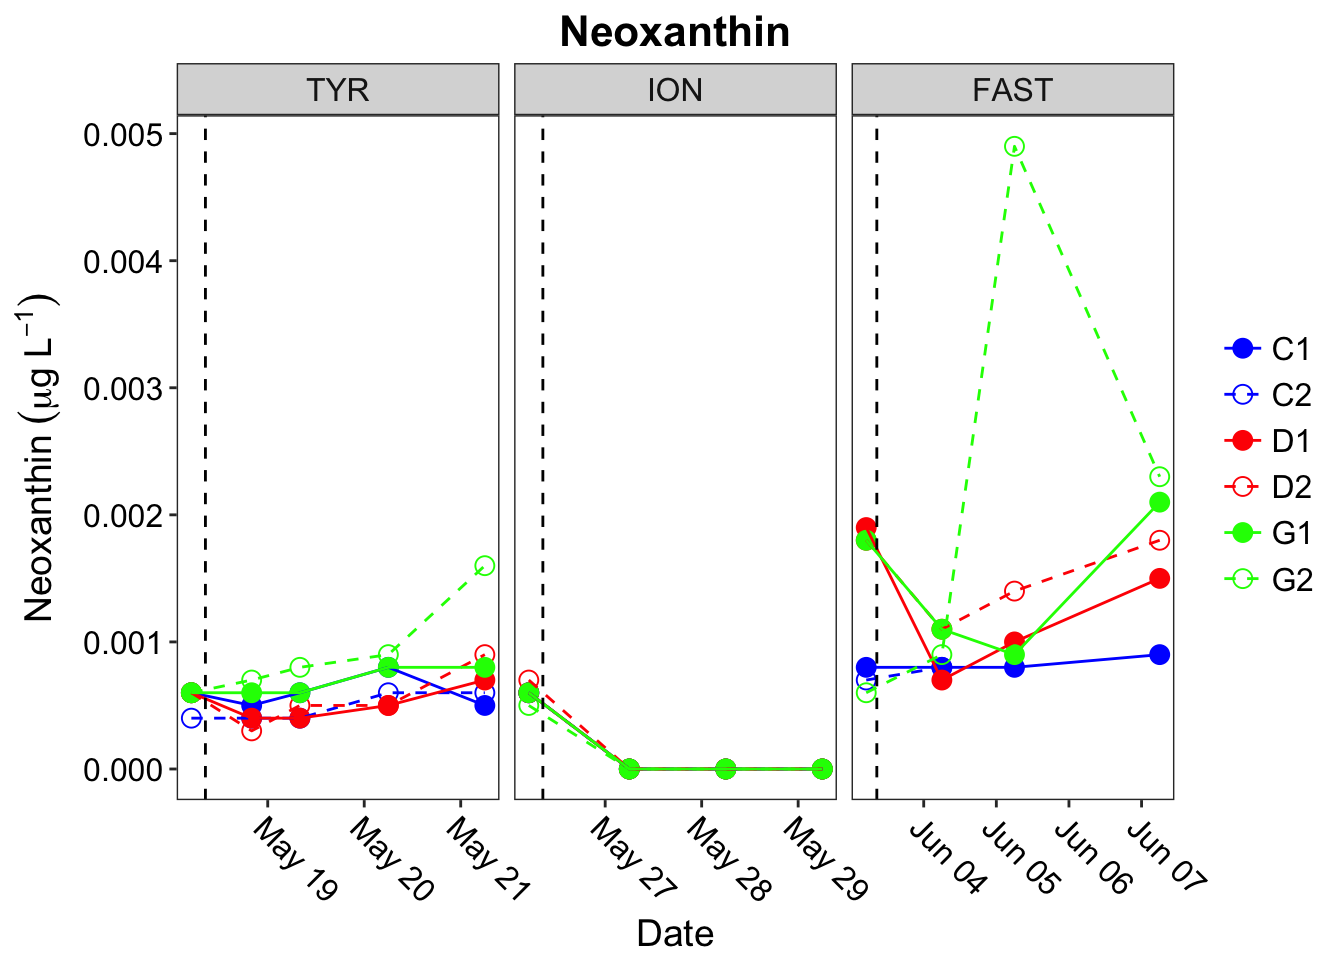 Neoxanthin
TYR ION FAST
0.005
0.004
0.003
0.002
0.001
0.000
Neoxanthin (μg L⁻¹)
May 19 May 20 May 21 May 27 May 28 May 29 Jun 04 Jun 05 Jun 06 Jun 07
Date
C1
C2
D1
D2
G1
G2